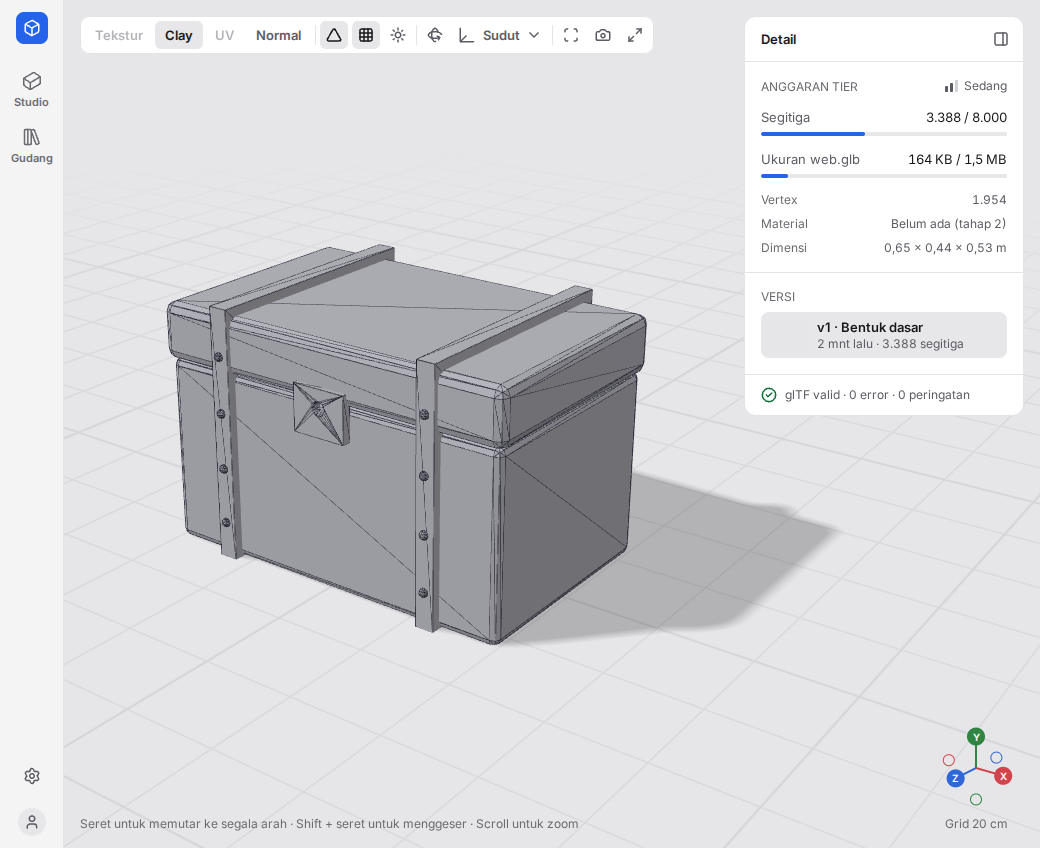 Tekstur Clay UV Normal Sudut
Studio
Gudang
Detail
ANGGARAN TIER Sedang
Segitiga 3.388 / 8.000
Ukuran web.glb 164 KB / 1,5 MB
Vertex 1.954
Material Belum ada (tahap 2)
Dimensi 0,65 × 0,44 × 0,53 m
VERSI
v1 · Bentuk dasar
2 mnt lalu · 3.388 segitiga
glTF valid · 0 error · 0 peringatan
Y
Z X
Seret untuk memutar ke segala arah · Shift + seret untuk menggeser · Scroll untuk zoom
Grid 20 cm